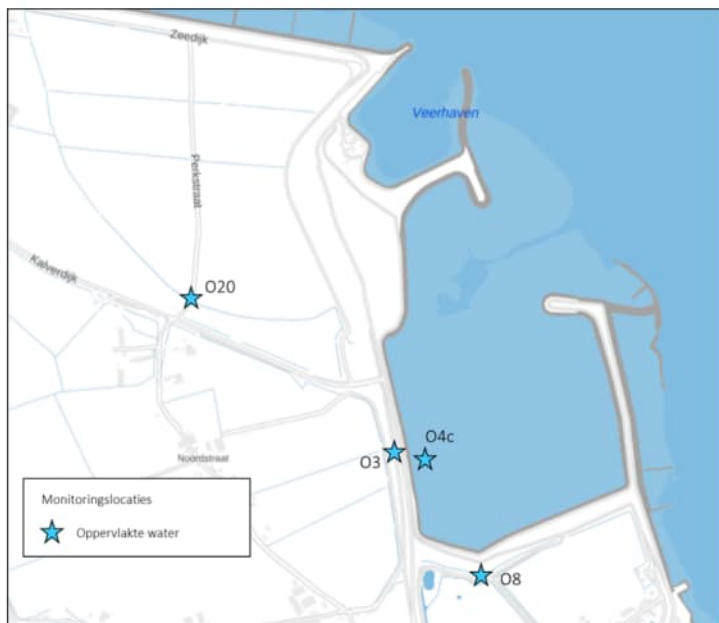 Zeedijk
Veerhaven
Perkstraat
Kalverdijk
O20
O4c
O3
Noordstraat
Monitoringslocaties
Oppervlakte water
O8